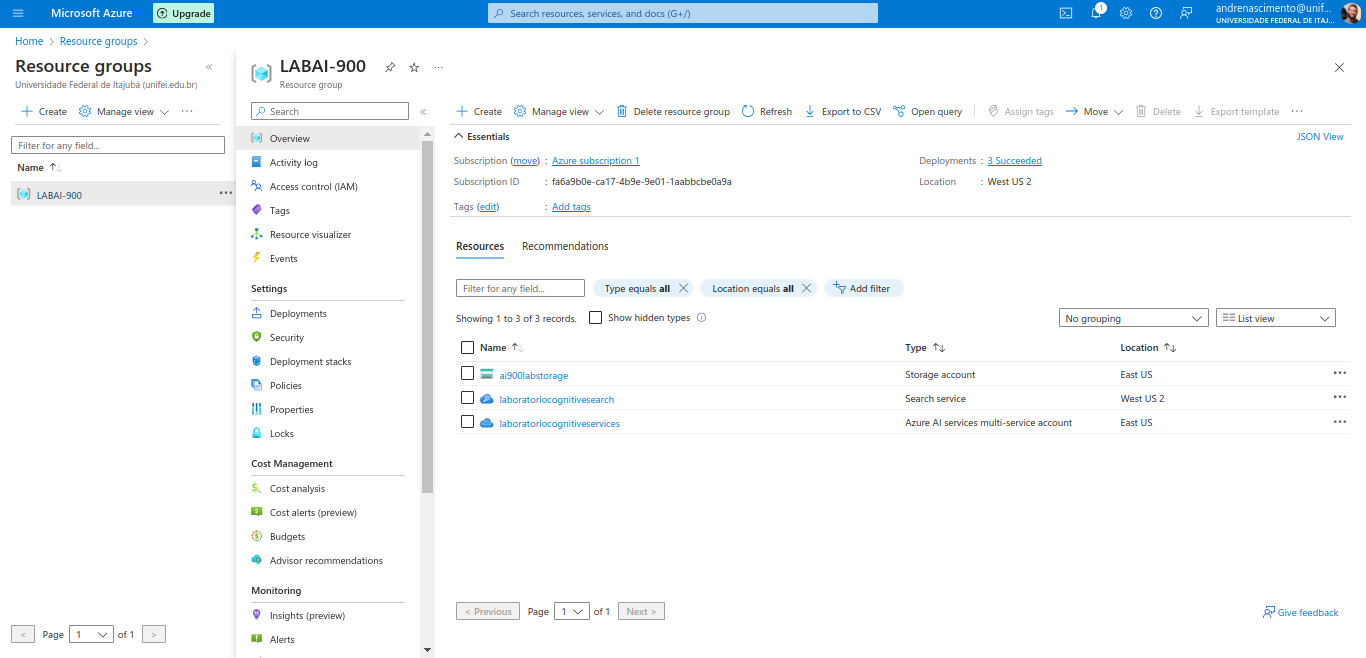 Microsoft Azure
Upgrade
Search resources, services, and docs (G+/)
1
andrenascimento@unif...
UNIVERSIDADE FEDERAL DE ITAJ...
Home > Resource groups >
Resource groups
«
Universidade Federal de Itajubá (unifei.edu.br)
+ Create
Manage view
...
Filter for any field...
Name ↑↓
LABAI-900
...
< Page 1 of 1 >
LABAI-900
...
Resource group
Search
«
Overview
Activity log
Access control (IAM)
Tags
Resource visualizer
Events
Settings
Deployments
Security
Deployment stacks
Policies
Properties
Locks
Cost Management
Cost analysis
Cost alerts (preview)
Budgets
Advisor recommendations
Monitoring
Insights (preview)
Alerts
+ Create Manage view Delete resource group Refresh Export to CSV Open query Assign tags Move Delete Export template ...
Essentials
JSON View
Subscription (move) : Azure subscription 1
Deployments : 3 Succeeded
Subscription ID : fa6a9b0e-ca17-4b9e-9e01-1aabbcbe0a9a
Location : West US 2
Tags (edit) : Add tags
Resources Recommendations
Filter for any field... Type equals all Location equals all Add filter
Showing 1 to 3 of 3 records. Show hidden types
No grouping List view
Name ↑↓ Type ↑↓ Location ↑↓
ai900labstorage Storage account East US ...
laboratoriocognitivesearch Search service West US 2 ...
laboratoriocognitiveservices Azure AI services multi-service account East US ...
< Previous Page 1 of 1 Next >
Give feedback